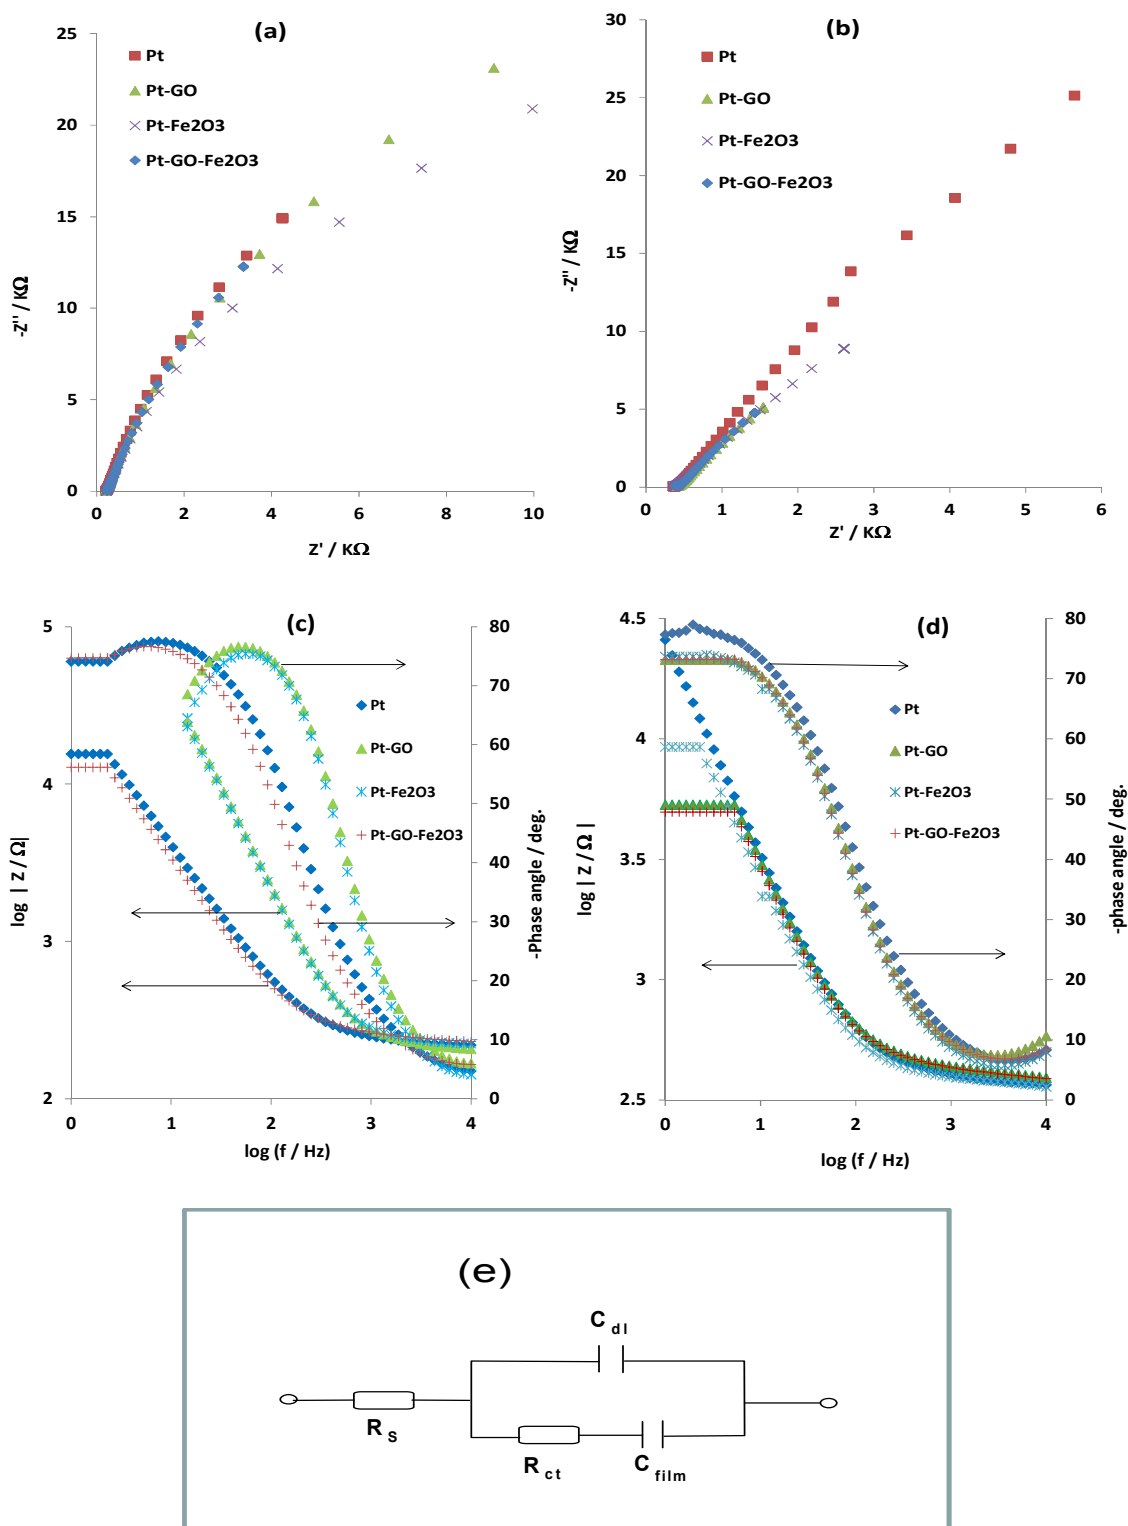 (a)
25
20
15
10
5
0
0 2 4 6 8 10
-Z'' / KΩ
Z' / KΩ
Pt
Pt-GO
Pt-Fe2O3
Pt-GO-Fe2O3
(b)
30
25
20
15
10
5
0
0 1 2 3 4 5 6
-Z'' / KΩ
Z' / KΩ
Pt
Pt-GO
Pt-Fe2O3
Pt-GO-Fe2O3
(c)
5
4
3
2
0 1 2 3 4
80
70
60
50
40
30
20
10
0
log | Z / Ω|
log (f / Hz)
-Phase angle / deg.
Pt
Pt-GO
Pt-Fe2O3
Pt-GO-Fe2O3
(d)
4.5
4
3.5
3
2.5
0 1 2 3 4
80
70
60
50
40
30
20
10
0
log | Z / Ω |
log (f / Hz)
-phase angle / deg.
Pt
Pt-GO
Pt-Fe2O3
Pt-GO-Fe2O3
(e)
C dl
R S
R ct
C film